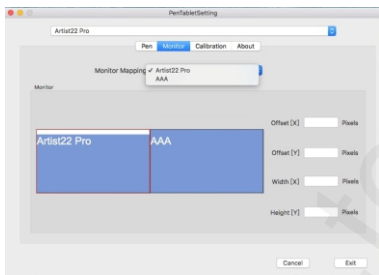 PenTabletSetting
Artist22 Pro
Pen Monitor Calibration About
Monitor Mapping ✓ Artist22 Pro
AAA
Monitor
Offset [X] Pixels
Artist22 Pro AAA
Offset [Y] Pixels
Width [X] Pixels
Height [Y] Pixels
Cancel Exit